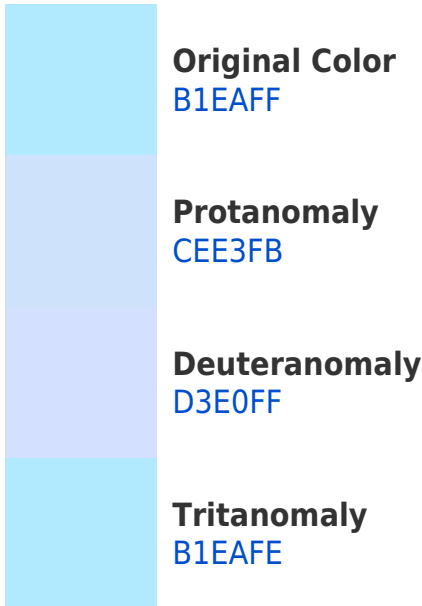 Original Color
B1EAFF
Protanomaly
CEE3FB
Deuteranomaly
D3E0FF
Tritanomaly
B1EAFE